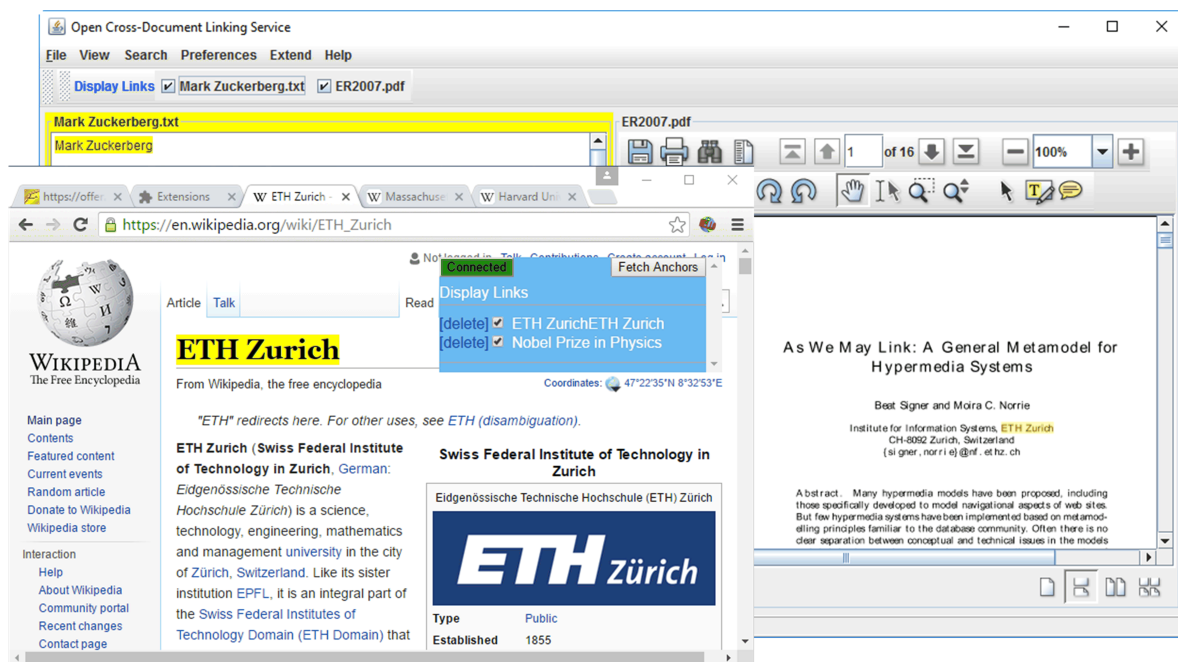 Open Cross-Document Linking Service
File View Search Preferences Extend Help
Display Links Mark Zuckerberg.txt ER2007.pdf
Mark Zuckerberg.txt
Mark Zuckerberg
ER2007.pdf
1 of 16 100%
T
https://offer
Extensions
ETH Zurich -
Massachuse
Harvard Uni
https://en.wikipedia.org/wiki/ETH_Zurich
Not logged in Talk Contributions Create account Log in
Connected
Fetch Anchors
Display Links
[delete] ETH ZurichETH Zurich
[delete] Nobel Prize in Physics
WIKIPEDIA
The Free Encyclopedia
Main page
Contents
Featured content
Current events
Random article
Donate to Wikipedia
Wikipedia store
Interaction
Help
About Wikipedia
Community portal
Recent changes
Contact page
Article Talk Read
ETH Zurich
From Wikipedia, the free encyclopedia
Coordinates: 47°22′35″N 8°32′53″E
"ETH" redirects here. For other uses, see ETH (disambiguation).
ETH Zurich (Swiss Federal Institute
of Technology in Zurich, German:
Eidgenössische Technische
Hochschule Zürich) is a science,
technology, engineering, mathematics
and management university in the city
of Zürich, Switzerland. Like its sister
institution EPFL, it is an integral part of
the Swiss Federal Institutes of
Technology Domain (ETH Domain) that
Swiss Federal Institute of Technology in
Zurich
Eidgenössische Technische Hochschule (ETH) Zürich
ETH Zürich
Type Public
Established 1855
As We May Link: A General Metamodel for
Hypermedia Systems
Beat Signer and Moira C. Norrie
Institute for Information Systems, ETH Zurich
CH-8092 Zurich, Switzerland
{signer,norrie}@inf.ethz.ch
Abstract. Many hypermedia models have been proposed, including
those specifically developed to model navigational aspects of web sites.
But few hypermedia systems have been implemented based on metamod-
elling principles familiar to the database community. Often there is no
clear separation between conceptual and technical issues in the models